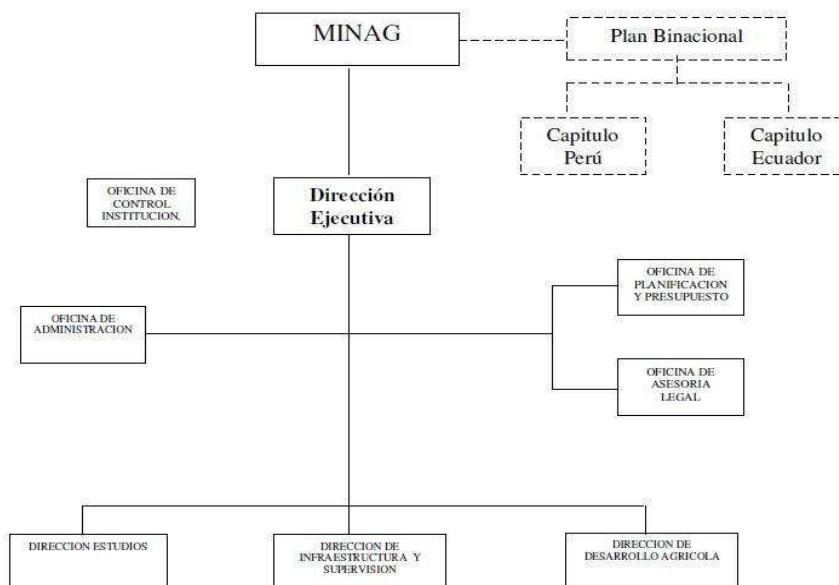 MINAG
Plan Binacional
Capitulo
Perú
Capitulo
Ecuador
OFICINA DE
CONTROL
INSTITUCION.
Dirección
Ejecutiva
OFICINA DE
PLANIFICACION
Y PRESUPUESTO
OFICINA DE
ADMINISTRACION
OFICINA DE
ASESORIA
LEGAL
DIRECCION ESTUDIOS
DIRECCION DE
INFRAESTRUCTURA Y
SUPERVISION
DIRECCION DE
DESARROLLO AGRICOLA